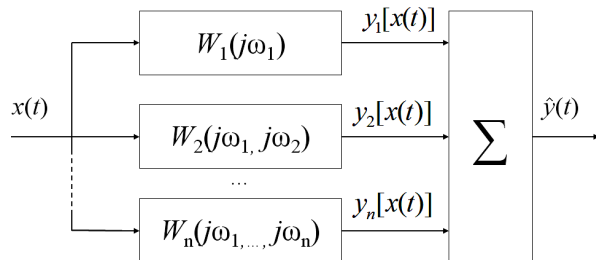 W₁(jω₁)
y₁[x(t)]
x(t)
W₂(jω₁, jω₂)
y₂[x(t)]
∑
ŷ(t)
...
Wₙ(jω₁,...,jωₙ)
yₙ[x(t)]